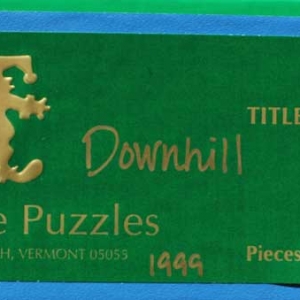 TITLE
Downhill
e Puzzles
H, VERMONT 05055
Pieces
1999